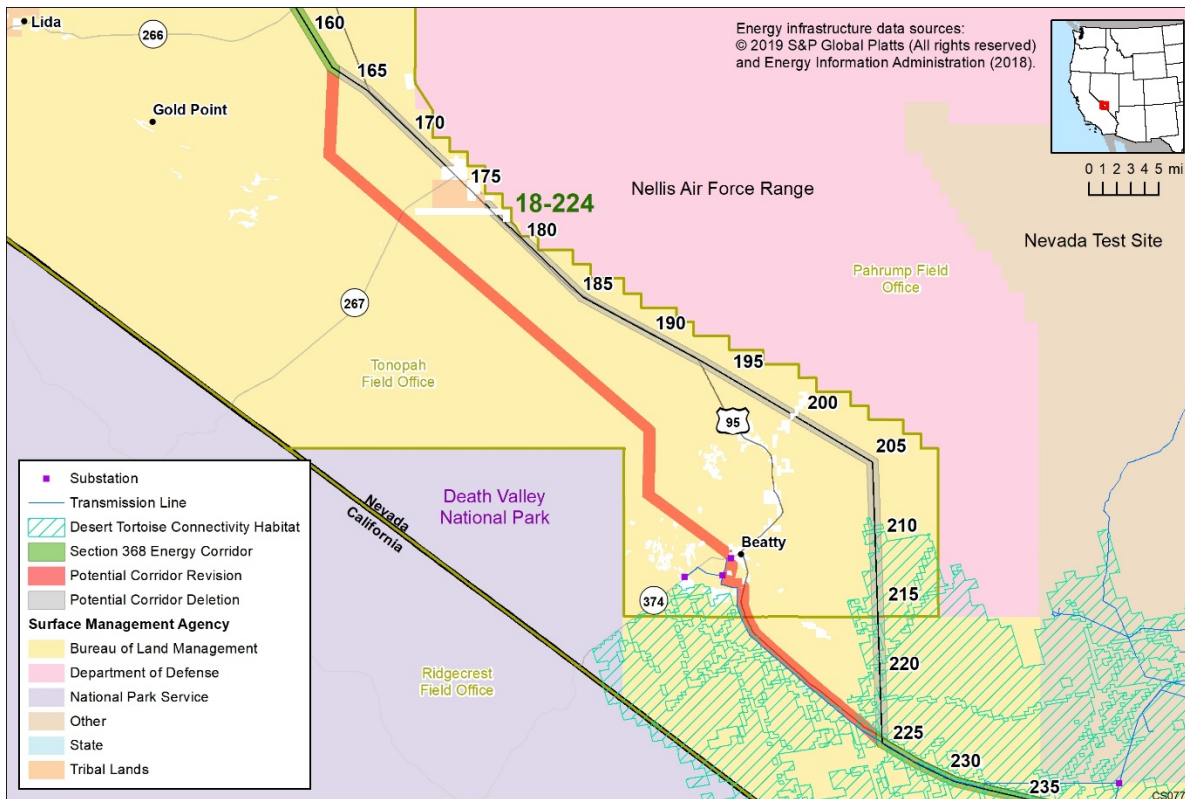 Lida
266
160
165
Energy infrastructure data sources:
© 2019 S&P Global Platts (All rights reserved)
and Energy Information Administration (2018).
Gold Point
170
0 1 2 3 4 5 mi
175
Nellis Air Force Range
18-224
180
Nevada Test Site
Pahrump Field
Office
185
267
190
195
Tonopah
Field Office
200
95
205
Death Valley
National Park
Nevada
California
210
Beatty
215
374
220
Ridgecrest
Field Office
225
230
235
Substation
Transmission Line
Desert Tortoise Connectivity Habitat
Section 368 Energy Corridor
Potential Corridor Revision
Potential Corridor Deletion
Surface Management Agency
Bureau of Land Management
Department of Defense
National Park Service
Other
State
Tribal Lands
CS077